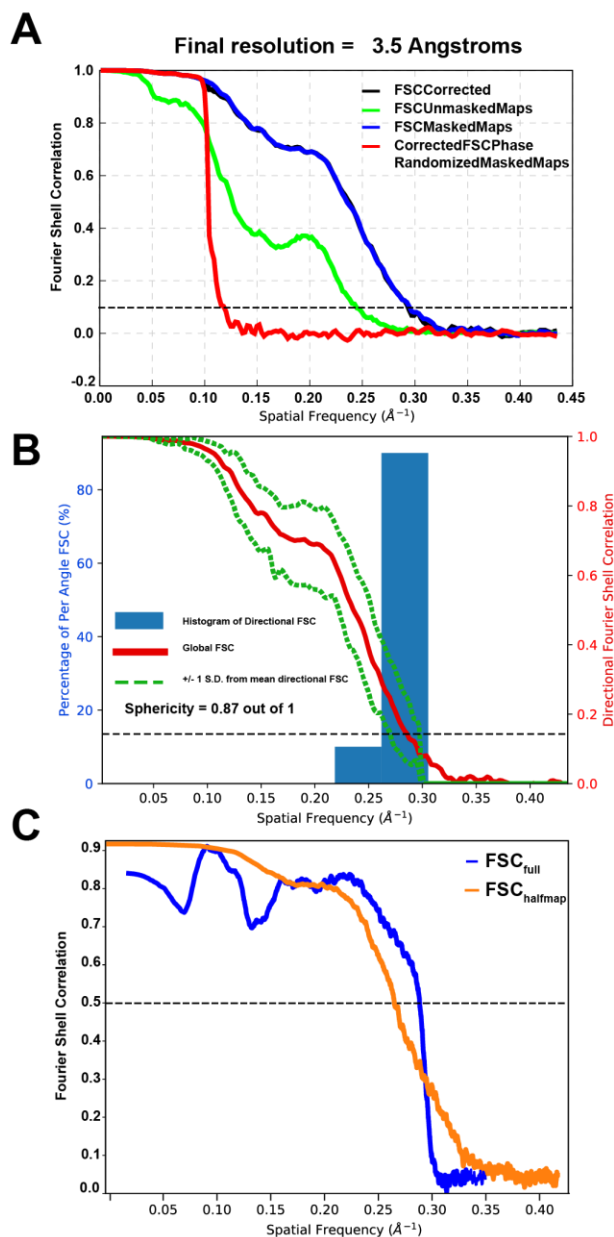 A
Final resolution = 3.5 Angstroms
1.0
0.8
0.6
0.4
0.2
0.0
-0.2
Fourier Shell Correlation
FSCCorrected
FSCUnmaskedMaps
FSCMaskedMaps
CorrectedFSCPhase
RandomizedMaskedMaps
0.00 0.05 0.10 0.15 0.20 0.25 0.30 0.35 0.40 0.45
Spatial Frequency (Å⁻¹)
B
80
60
40
20
0
Percentage of Per Angle FSC (%)
Histogram of Directional FSC
Global FSC
+/- 1 S.D. from mean directional FSC
Sphericity = 0.87 out of 1
1.0
0.8
0.6
0.4
0.2
0.0
Directional Fourier Shell Correlation
0.05 0.10 0.15 0.20 0.25 0.30 0.35 0.40
Spatial Frequency (Å⁻¹)
C
0.9
0.8
0.7
0.6
0.5
0.4
0.3
0.2
0.1
0.0
Fourier Shell Correlation
FSCfull
FSChalfmap
0.00 0.05 0.10 0.15 0.20 0.25 0.30 0.35 0.40
Spatial Frequency (Å⁻¹)